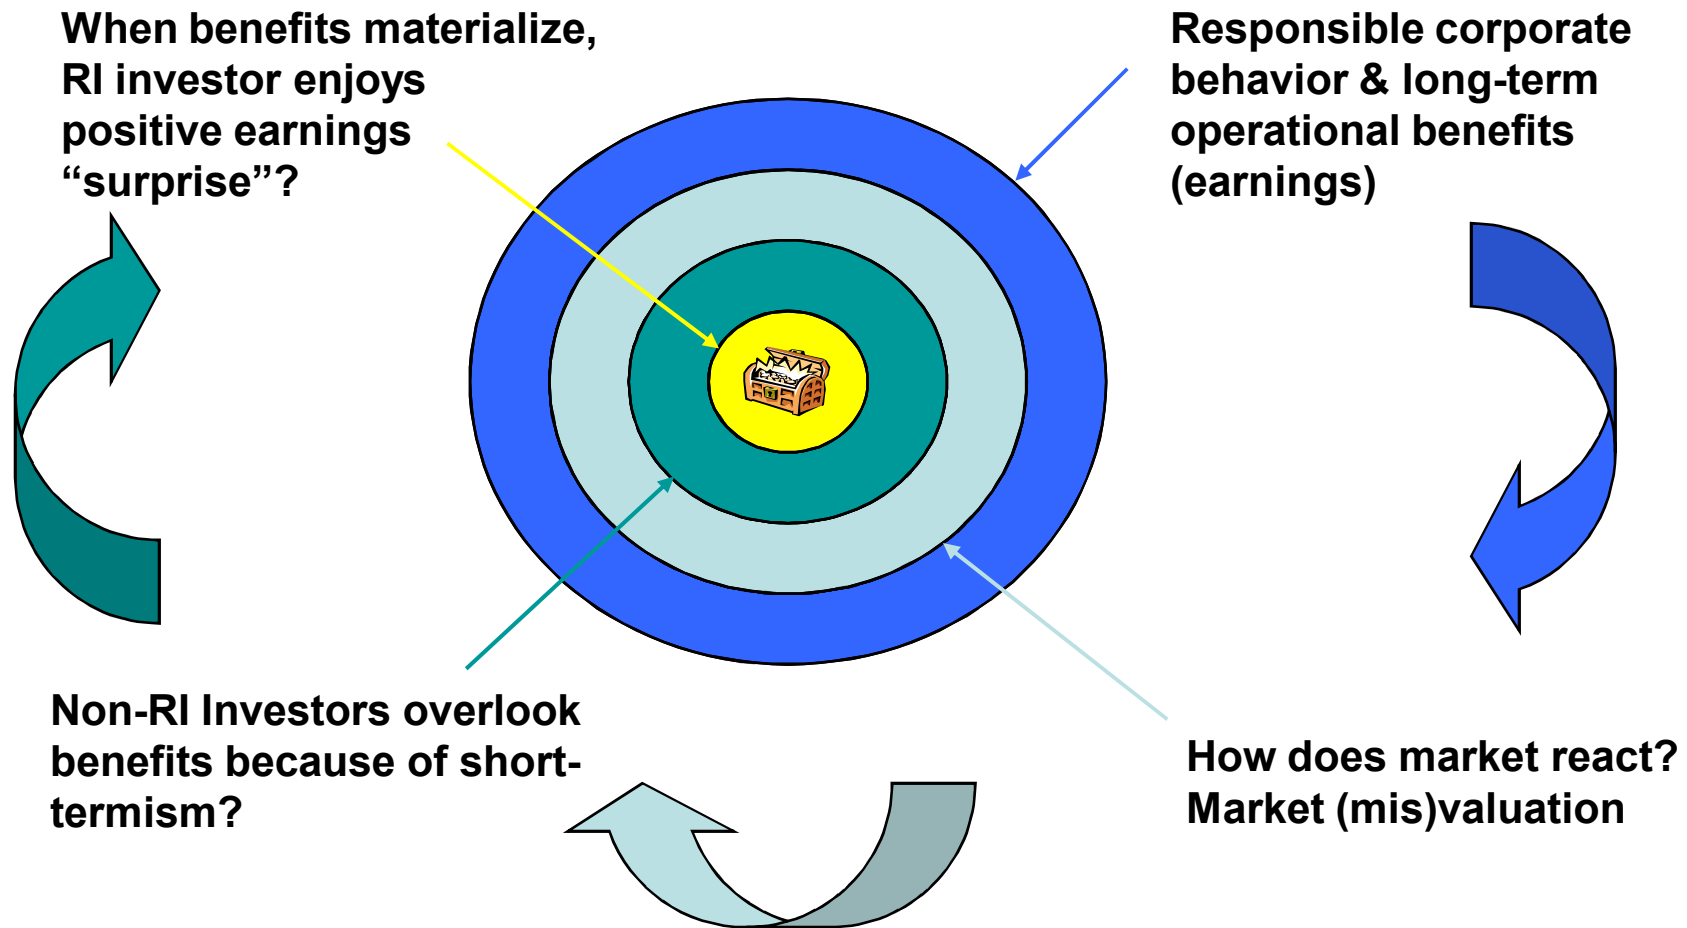 When benefits materialize,
RI investor enjoys
positive earnings
“surprise”?
Responsible corporate
behavior & long-term
operational benefits
(earnings)
Non-RI Investors overlook
benefits because of short-
termism?
How does market react?
Market (mis)valuation